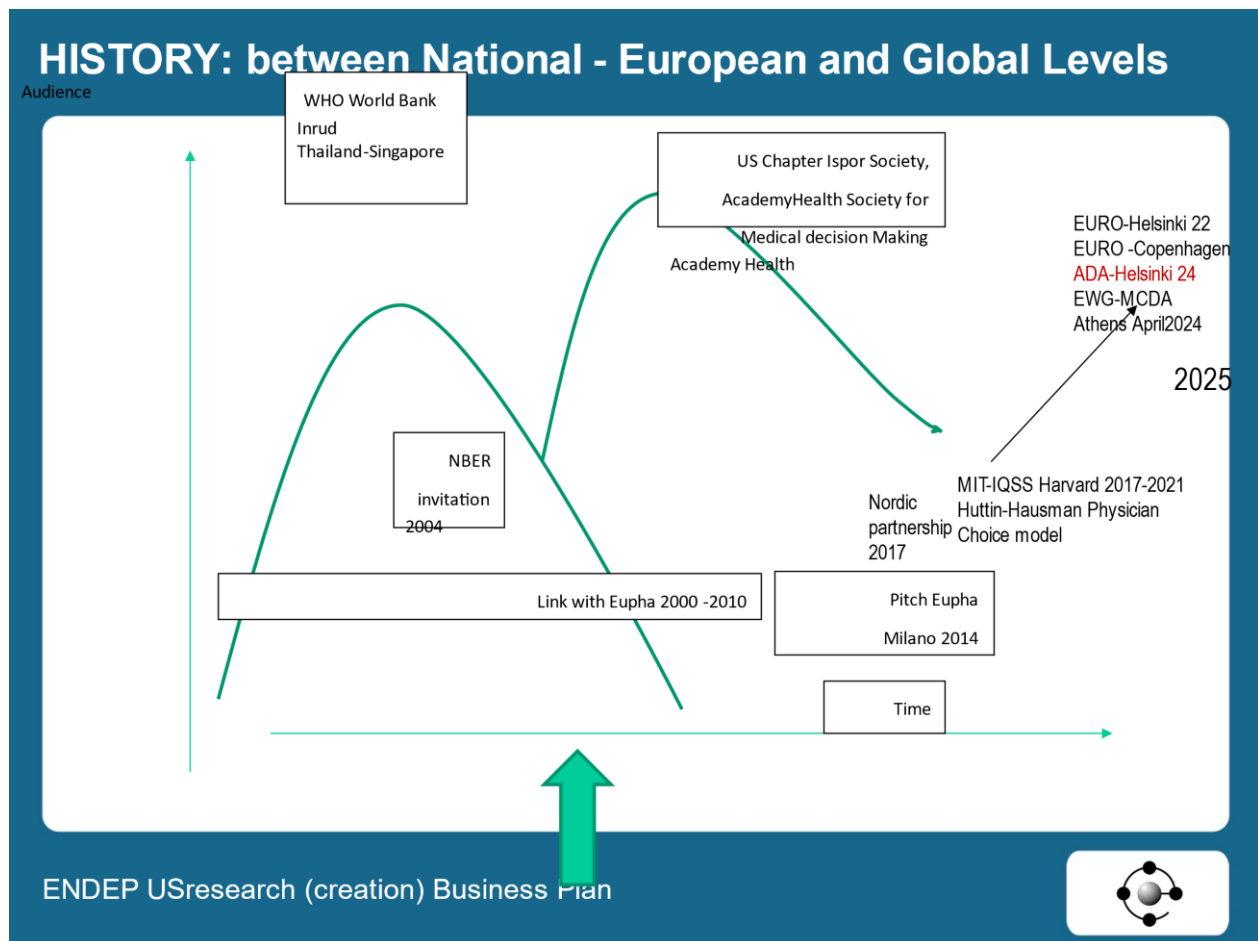 HISTORY: between National - European and Global Levels
Audience
WHO World Bank
Inrud
Thailand-Singapore
US Chapter Ispor Society,
AcademyHealth Society for
Medical decision Making
Academy Health
EURO-Helsinki 22
EURO -Copenhagen
ADA-Helsinki 24
EWG-MCDA
Athens April2024
2025
NBER
invitation
2004
MIT-IQSS Harvard 2017-2021
Huttin-Hausman Physician
Choice model
Nordic
partnership
2017
Link with Eupha 2000 -2010
Pitch Eupha
Milano 2014
Time
ENDEP USresearch (creation) Business Plan